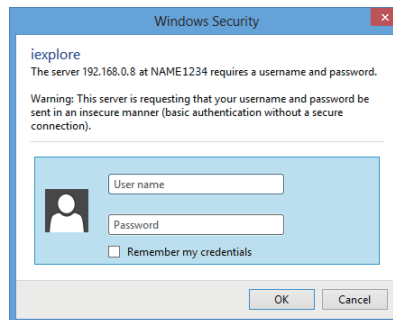 Windows Security
iexplore
The server 192.168.0.8 at NAME1234 requires a username and password.
Warning: This server is requesting that your username and password be
sent in an insecure manner (basic authentication without a secure
connection).
User name
Password
Remember my credentials
OK
Cancel